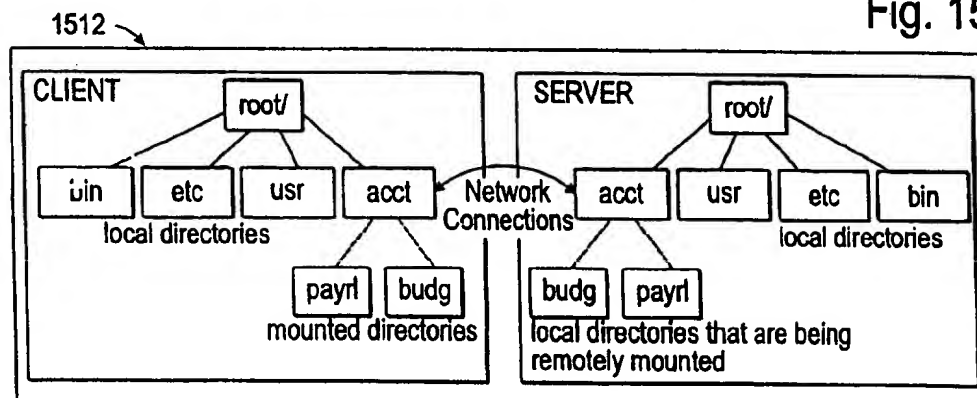 Fig. 15
1512
CLIENT
root/
bin
etc
usr
acct
local directories
payrl
budg
mounted directories
Network
Connections
SERVER
root/
acct
usr
etc
bin
local directories
budg
payrl
local directories that are being
remotely mounted